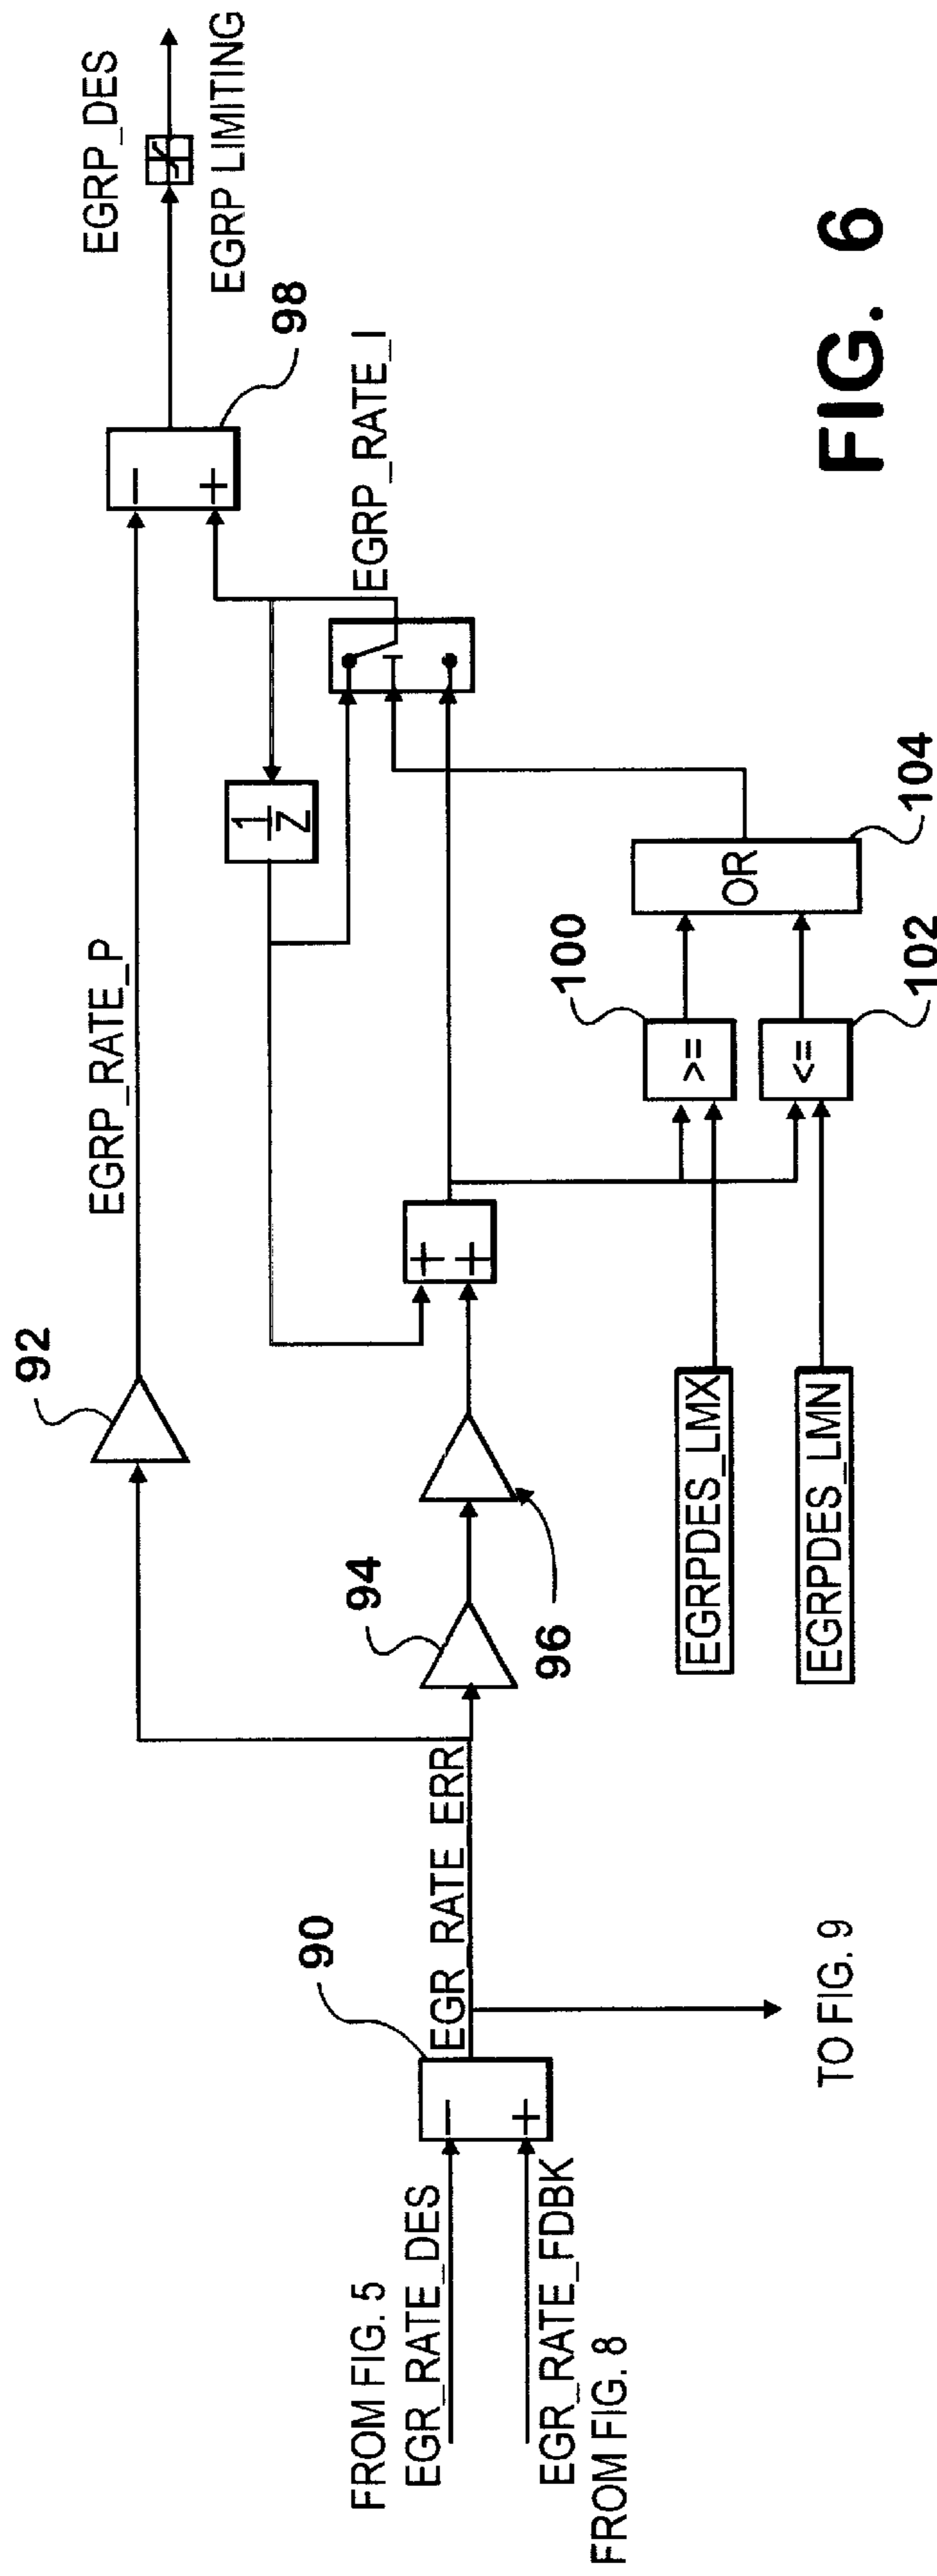 FROM FIG. 5
EGR_RATE_DES
EGR_RATE_FDBK
FROM FIG. 8
−
+
90
EGR_RATE_ERR
TO FIG. 9
92
EGRP_RATE_P
94
96
+
+
1
Z
EGRPDES_LMX
EGRPDES_LMN
>=
100
<=
102
OR
104
EGRP_RATE_I
−
+
98
EGRP_DES
EGRP LIMITING
FIG. 6